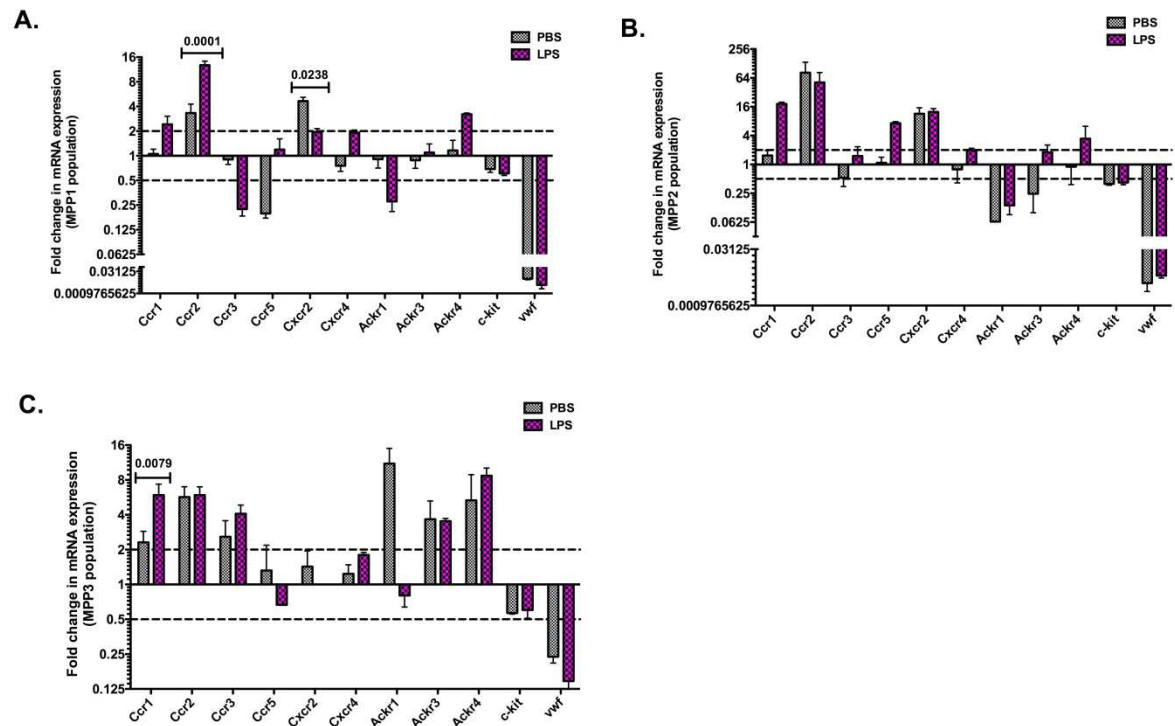 A.
0.0001
0.0238
PBS
LPS
Fold change in mRNA expression
(MPP1 population)
16
8
4
2
1
0.5
0.25
0.125
0.0625
0.03125
0.0009765625
Ccr1 Ccr2 Ccr3 Ccr5 Cxcr2 Cxcr4 Ackr1 Ackr3 Ackr4 c-kit vwf
B.
PBS
LPS
Fold change in mRNA expression
(MPP2 population)
256
64
16
4
2
1
0.25
0.0625
0.03125
0.0009765625
Ccr1 Ccr2 Ccr3 Ccr5 Cxcr2 Cxcr4 Ackr1 Ackr3 Ackr4 c-kit vwf
C.
PBS
LPS
0.0079
Fold change in mRNA expression
(MPP3 population)
16
8
4
2
1
0.5
0.25
0.125
Ccr1 Ccr2 Ccr3 Ccr5 Cxcr2 Cxcr4 Ackr1 Ackr3 Ackr4 c-kit vwf